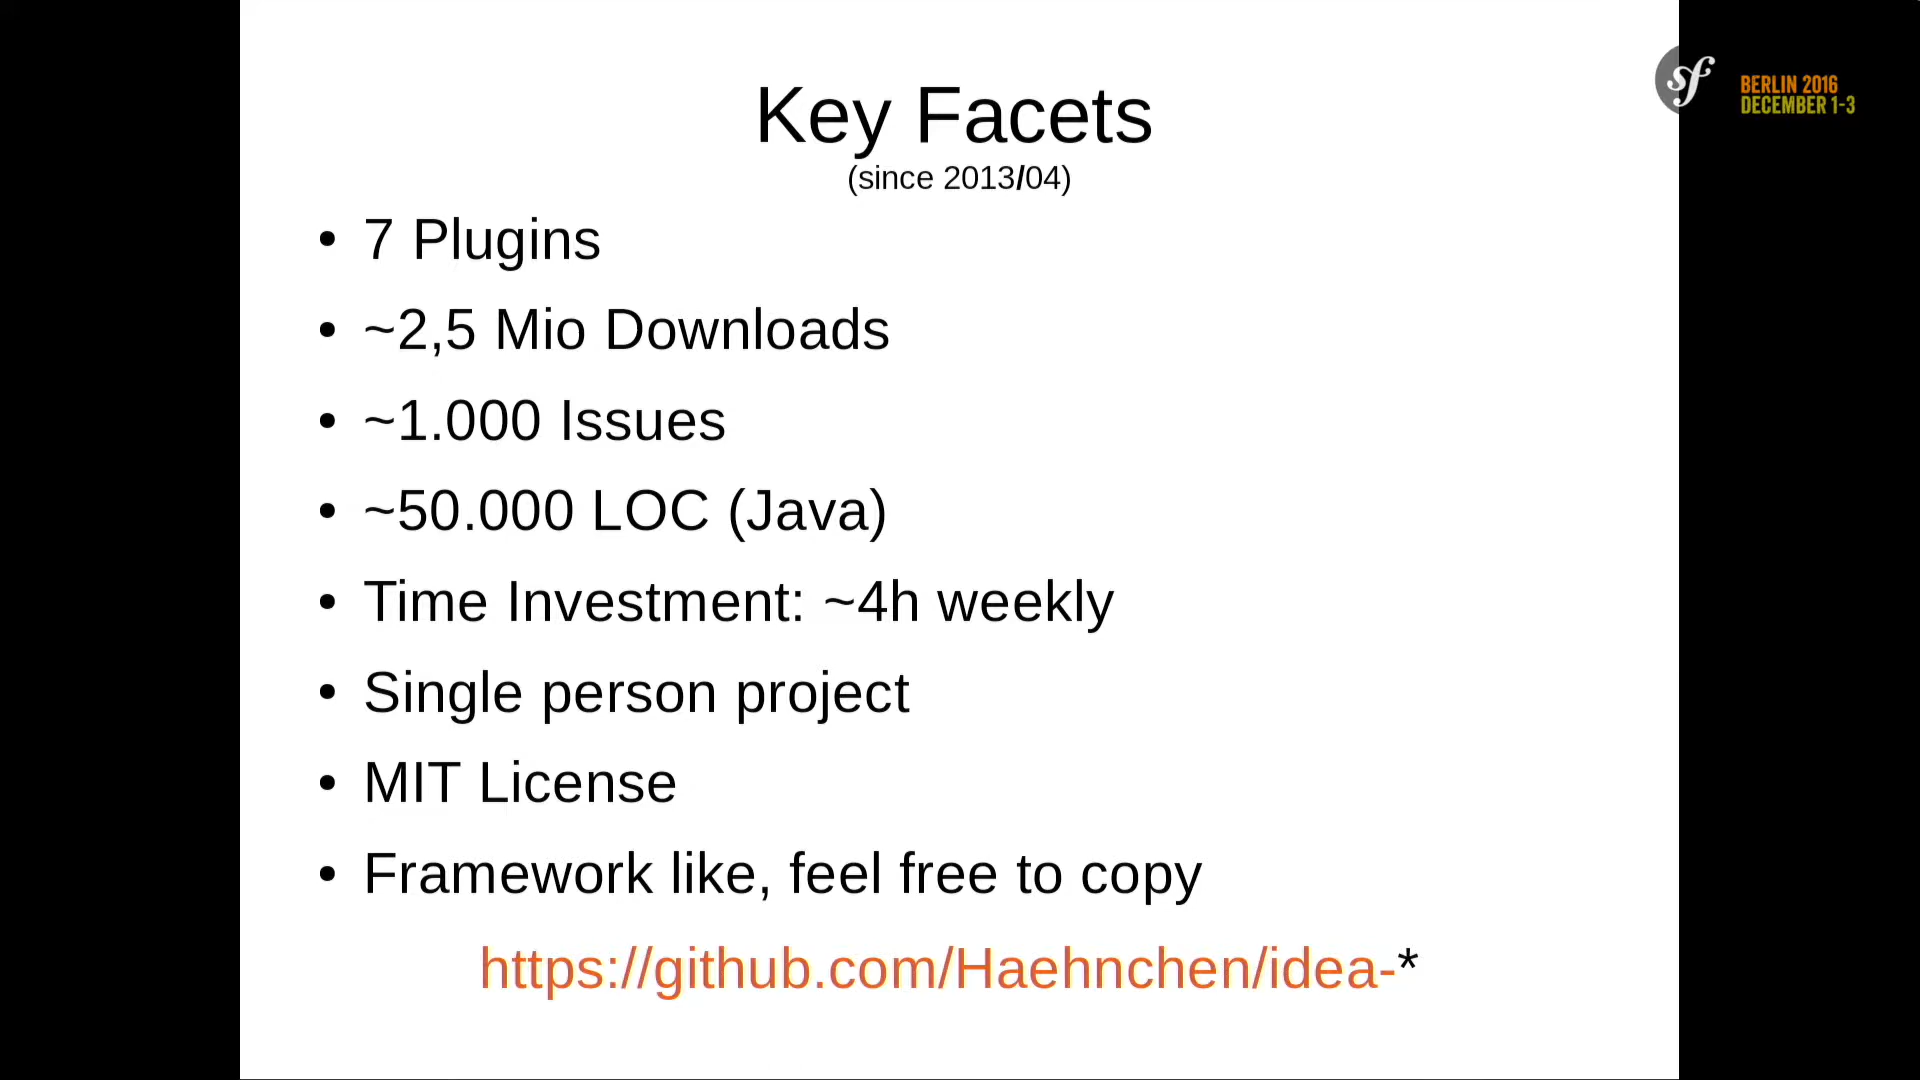 Key Facets
(since 2013/04)
• 7 Plugins
• ~2,5 Mio Downloads
• ~1.000 Issues
• ~50.000 LOC (Java)
• Time Investment: ~4h weekly
• Single person project
• MIT License
• Framework like, feel free to copy
https://github.com/Haehnchen/idea-*
sf
BERLIN 2016
DECEMBER 1-3